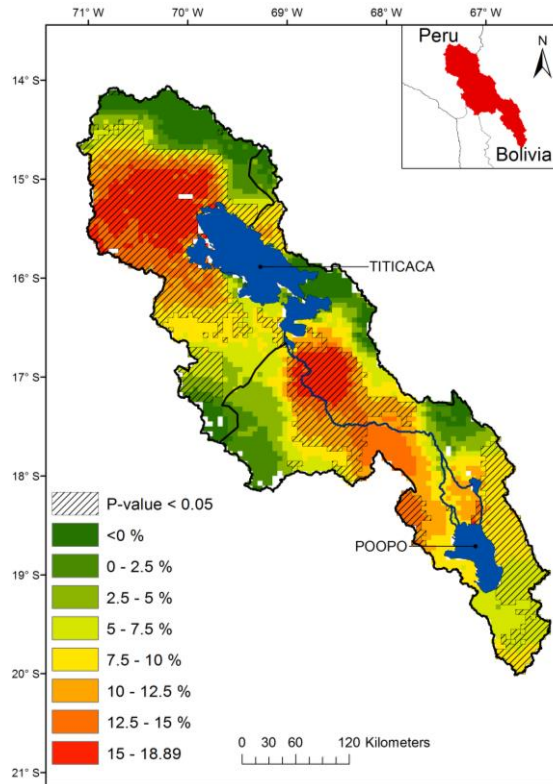 71° W 70° W 69° W 68° W 67° W
Peru
N
Bolivia
14° S
15° S
16° S
17° S
18° S
19° S
20° S
21° S
TITICACA
POOPO
P-value < 0.05
<0 %
0 - 2.5 %
2.5 - 5 %
5 - 7.5 %
7.5 - 10 %
10 - 12.5 %
12.5 - 15 %
15 - 18.89
0 30 60 120 Kilometers